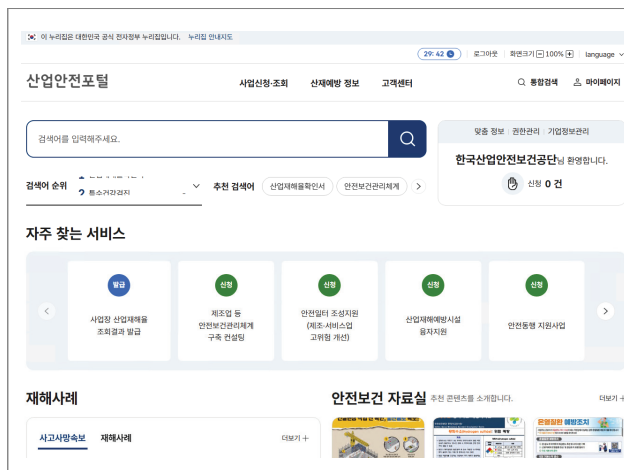 이 누리집은 대한민국 공식 전자정부 누리집입니다. 누리집 안내지도
29: 42 로그아웃 화면크기 - 100% + language
산업안전포털
사업신청·조회 산재예방 정보 고객센터
통합검색 마이페이지
검색어를 입력해주세요.
맞춤 정보 권한관리 기업정보관리
한국산업안전보건공단님 환영합니다.
신청 0 건
검색어 순위
2 특수건강검진 -
추천 검색어 산업재해율확인서 안전보건관리체계
자주 찾는 서비스
발급
사업장 산업재해율
조회결과 발급
신청
제조업 등
안전보건관리체계
구축 컨설팅
신청
안전일터 조성지원
(제조·서비스업
고위험 개선)
신청
산업재해예방시설
융자지원
신청
안전동행 지원사업
재해사례
사고사망속보 재해사례 더보기 +
안전보건 자료실 추천 콘텐츠를 소개합니다. 더보기 +
온열질환 예방조치